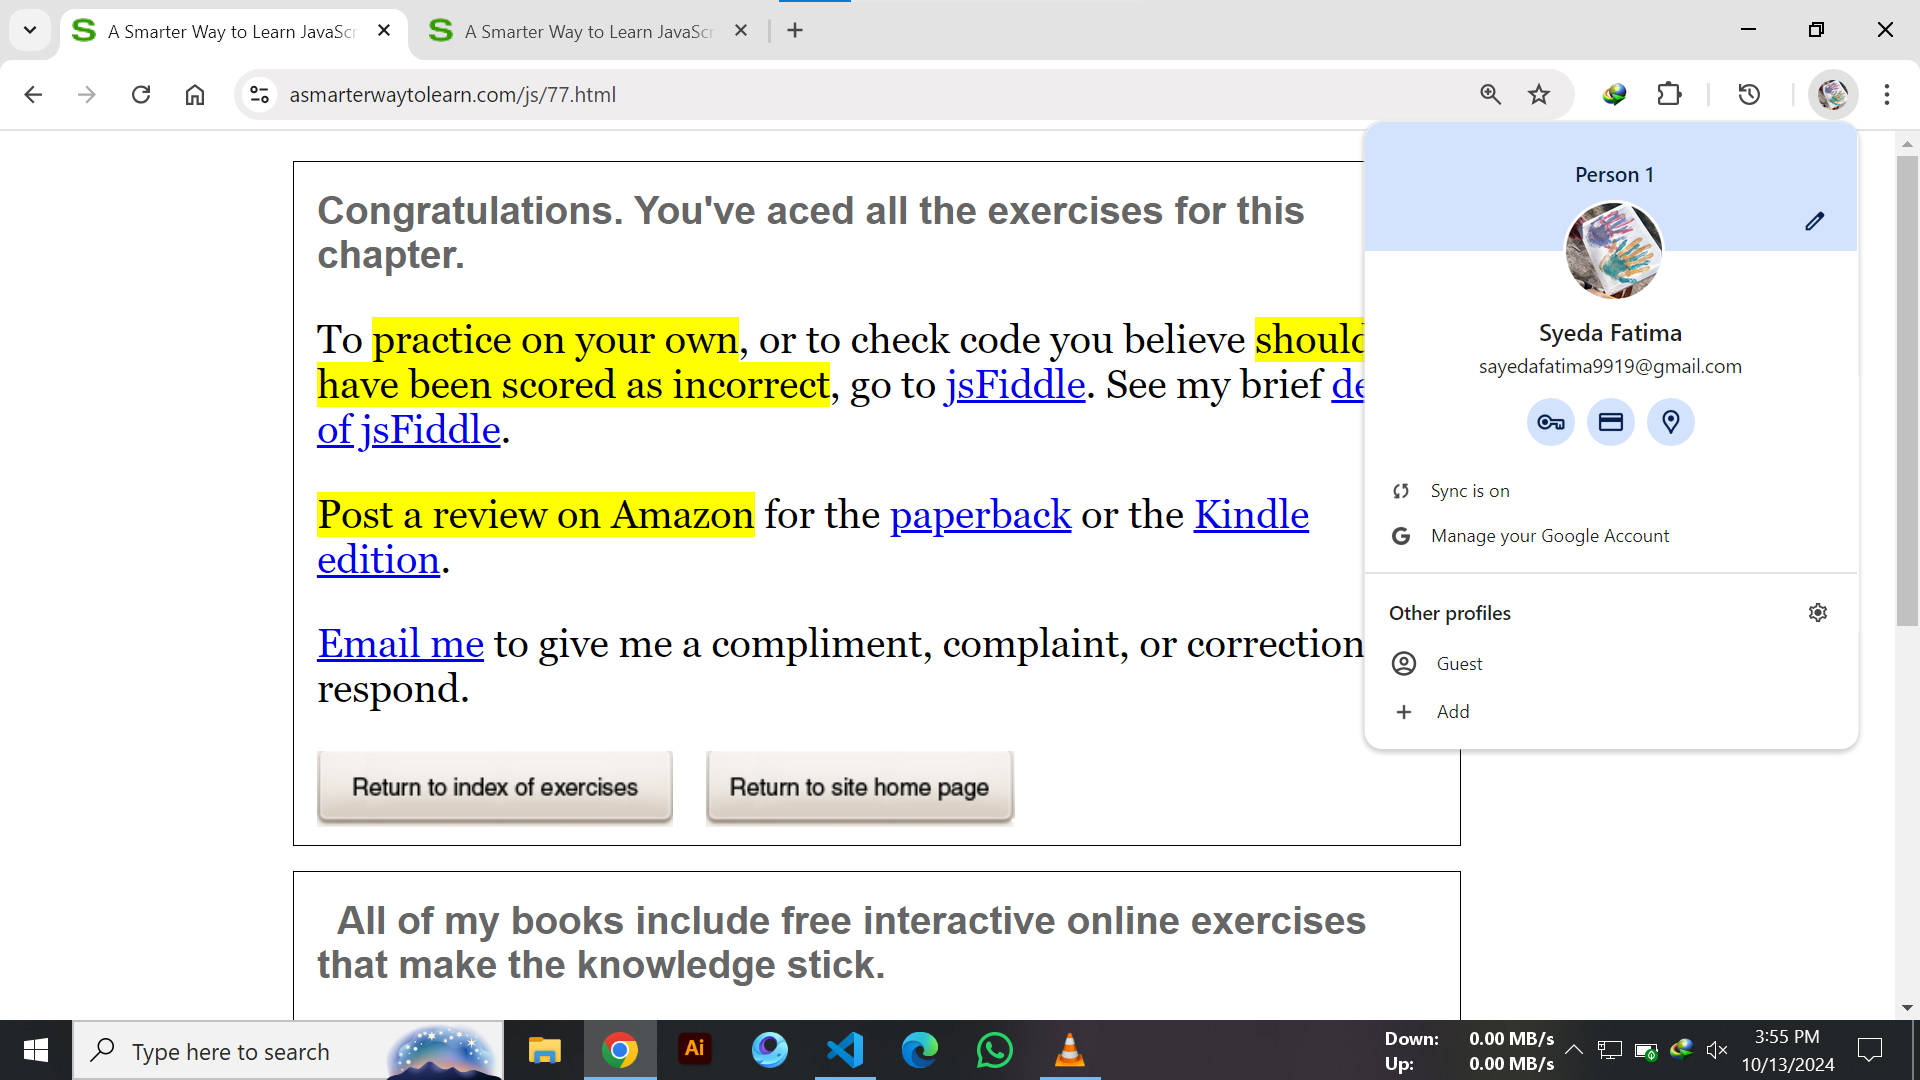 A Smarter Way to Learn JavaScr
A Smarter Way to Learn JavaScr
asmarterwaytolearn.com/js/77.html
Congratulations. You've aced all the exercises for this
chapter.
To practice on your own, or to check code you believe should
have been scored as incorrect, go to jsFiddle. See my brief de
of jsFiddle.
Post a review on Amazon for the paperback or the Kindle
edition.
Email me to give me a compliment, complaint, or correction
respond.
Return to index of exercises
Return to site home page
All of my books include free interactive online exercises
that make the knowledge stick.
Person 1
Syeda Fatima
sayedafatima9919@gmail.com
Sync is on
Manage your Google Account
Other profiles
Guest
Add
Type here to search
Ai
Down: 0.00 MB/s
Up: 0.00 MB/s
3:55 PM
10/13/2024